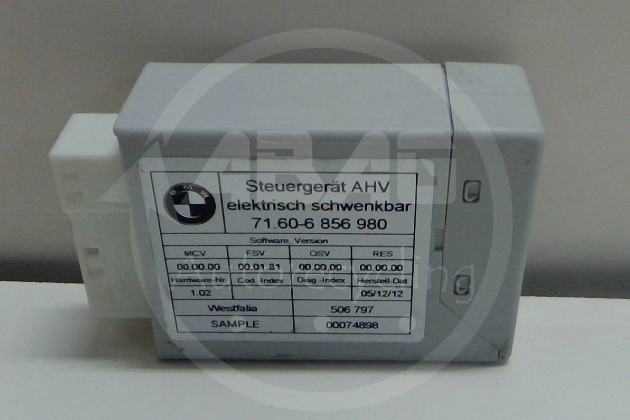 BMW
Steuergerät AHV
elektrisch schwenkbar
71.60-6 856 980
Software, Version
MCV FSV OSV RES
00.00.00 00.01.81 00.00.00 00.00.00
Hardware-Nr. Cod.-Index Diag.-Index Herstell-Dat
1.02 05/12/12
Westfalia 506 797
SAMPLE 00074898